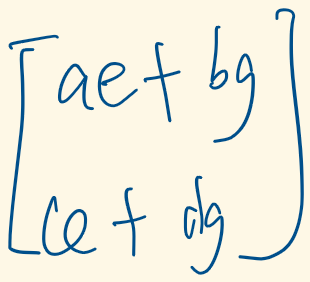 [ae + bg
ce + dg]